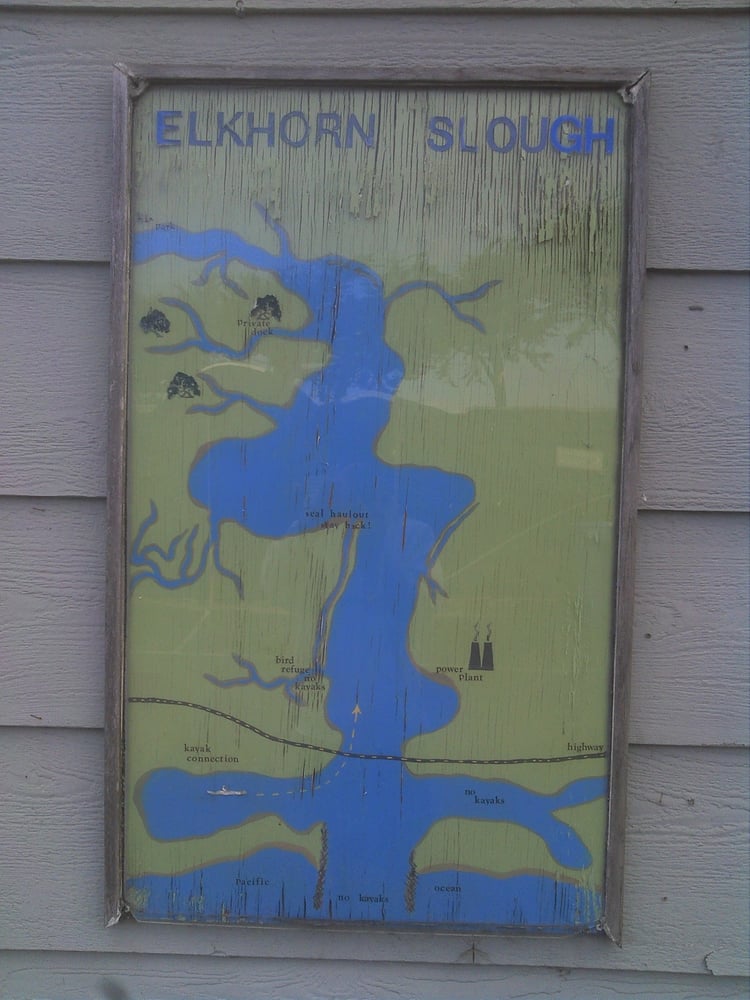 ELKHORN SLOUGH
park
Private
dock
seal haulout
stay back!
bird
refuge
no
kayaks
power
plant
kayak
connection
highway
no
kayaks
Pacific
no kayaks
ocean